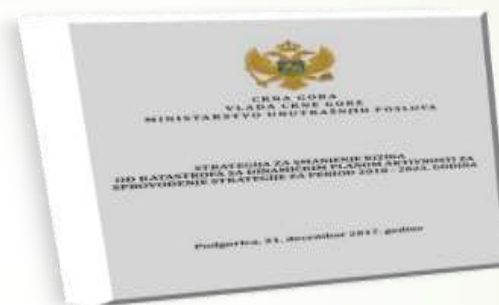 CRNA GORA
VLADA CRNE GORE
MINISTARSTVO UNUTRAŠNJIH POSLOVA
STRATEGIJA ZA SMANJENJE RIZIKA
OD KATASTROFA SA DINAMIČKIM PLANOM AKTIVNOSTI ZA
SPROVOĐENJE STRATEGIJE ZA PERIOD 2018 - 2023. GODINA
Podgorica, 21. decembar 2017. godine